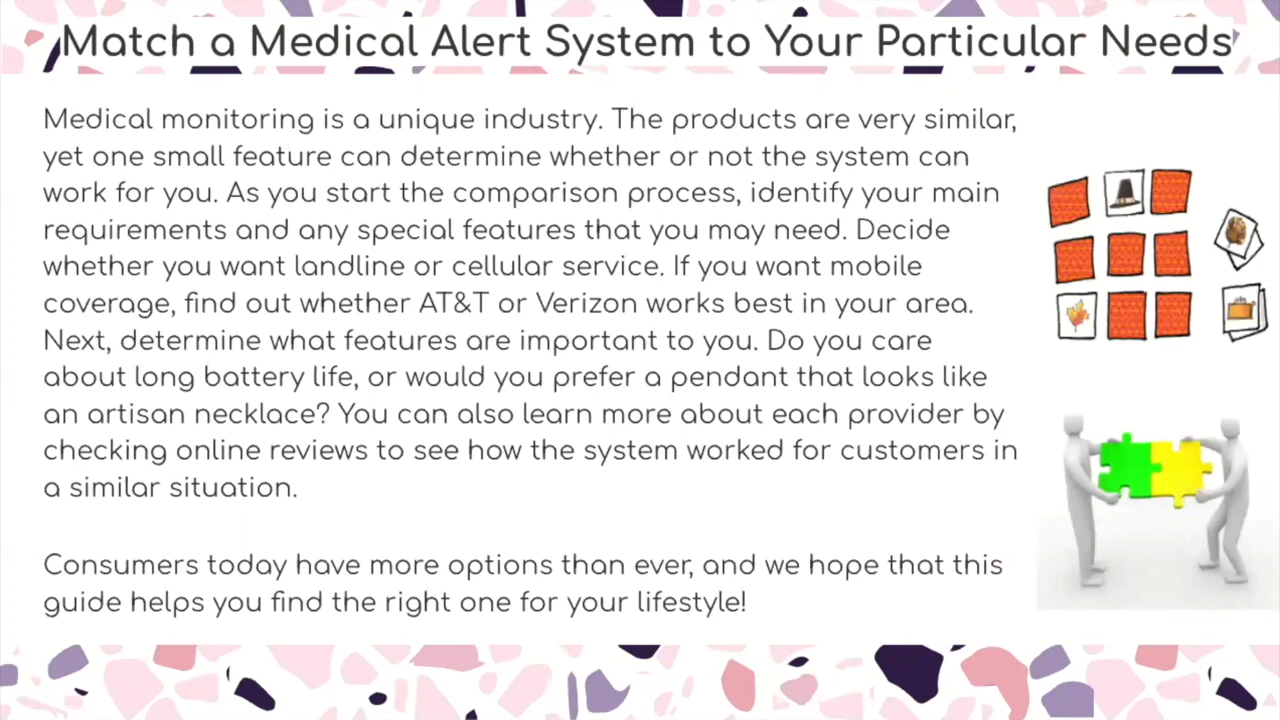 Match a Medical Alert System to Your Particular Needs
Medical monitoring is a unique industry. The products are very similar,
yet one small feature can determine whether or not the system can
work for you. As you start the comparison process, identify your main
requirements and any special features that you may need. Decide
whether you want landline or cellular service. If you want mobile
coverage, find out whether AT&T or Verizon works best in your area.
Next, determine what features are important to you. Do you care
about long battery life, or would you prefer a pendant that looks like
an artisan necklace? You can also learn more about each provider by
checking online reviews to see how the system worked for customers in
a similar situation.
Consumers today have more options than ever, and we hope that this
guide helps you find the right one for your lifestyle!